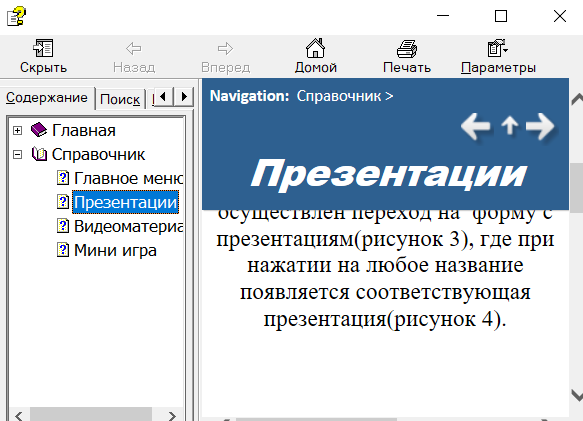 Скрыть Назад Вперед Домой Печать Параметры
Содержание Поиск
Navigation: Справочник >
Главная
Справочник
Главное меню
Презентации
Видеоматериа
Мини игра
Презентации
осуществлен переход на форму с
презентациям(рисунок 3), где при
нажатии на любое название
появляется соответствующая
презентация(рисунок 4).